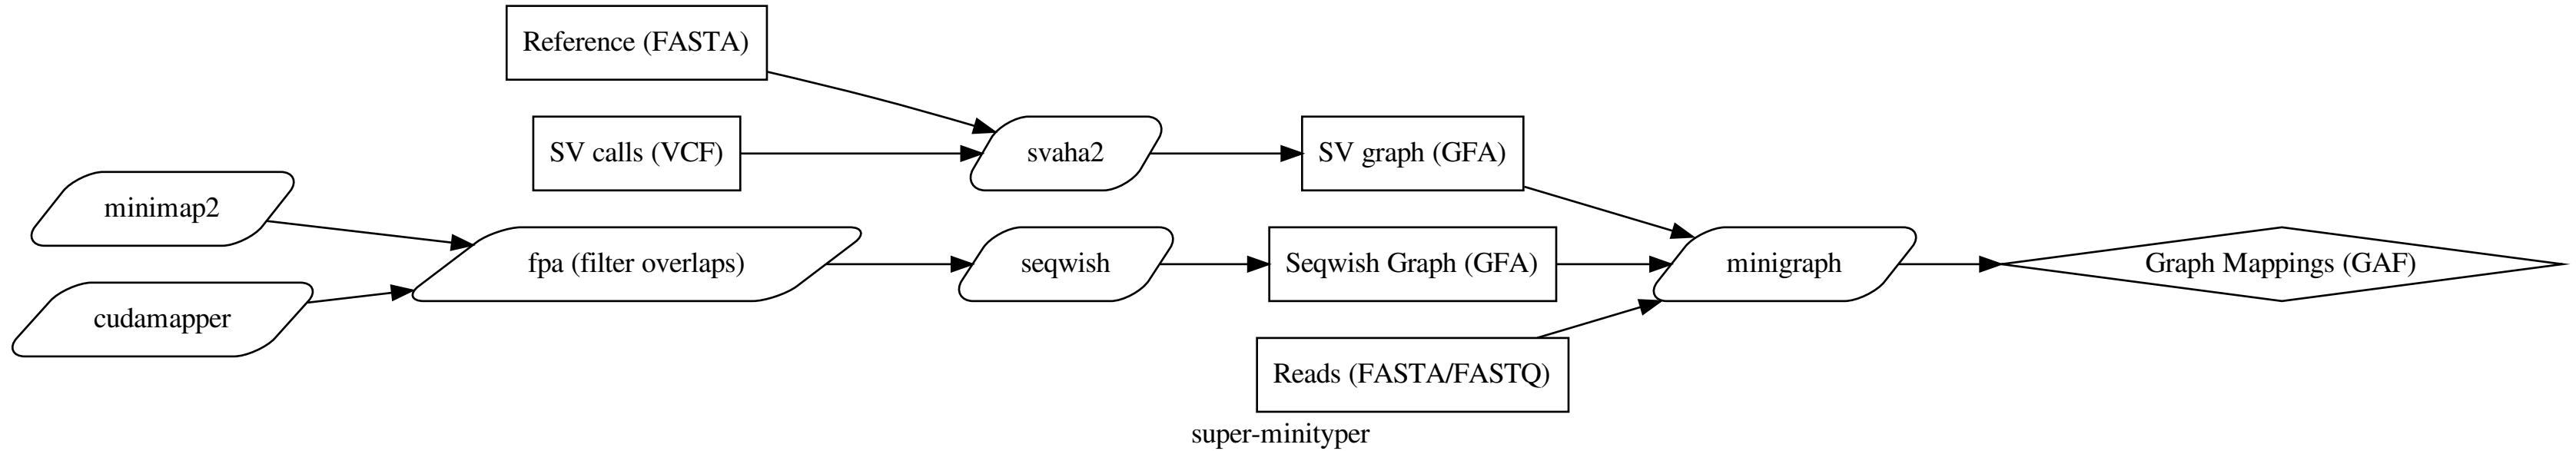 Reference (FASTA)
SV calls (VCF)
svaha2
SV graph (GFA)
minimap2
fpa (filter overlaps)
seqwish
Seqwish Graph (GFA)
minigraph
Graph Mappings (GAF)
cudamapper
Reads (FASTA/FASTQ)
super-minityper